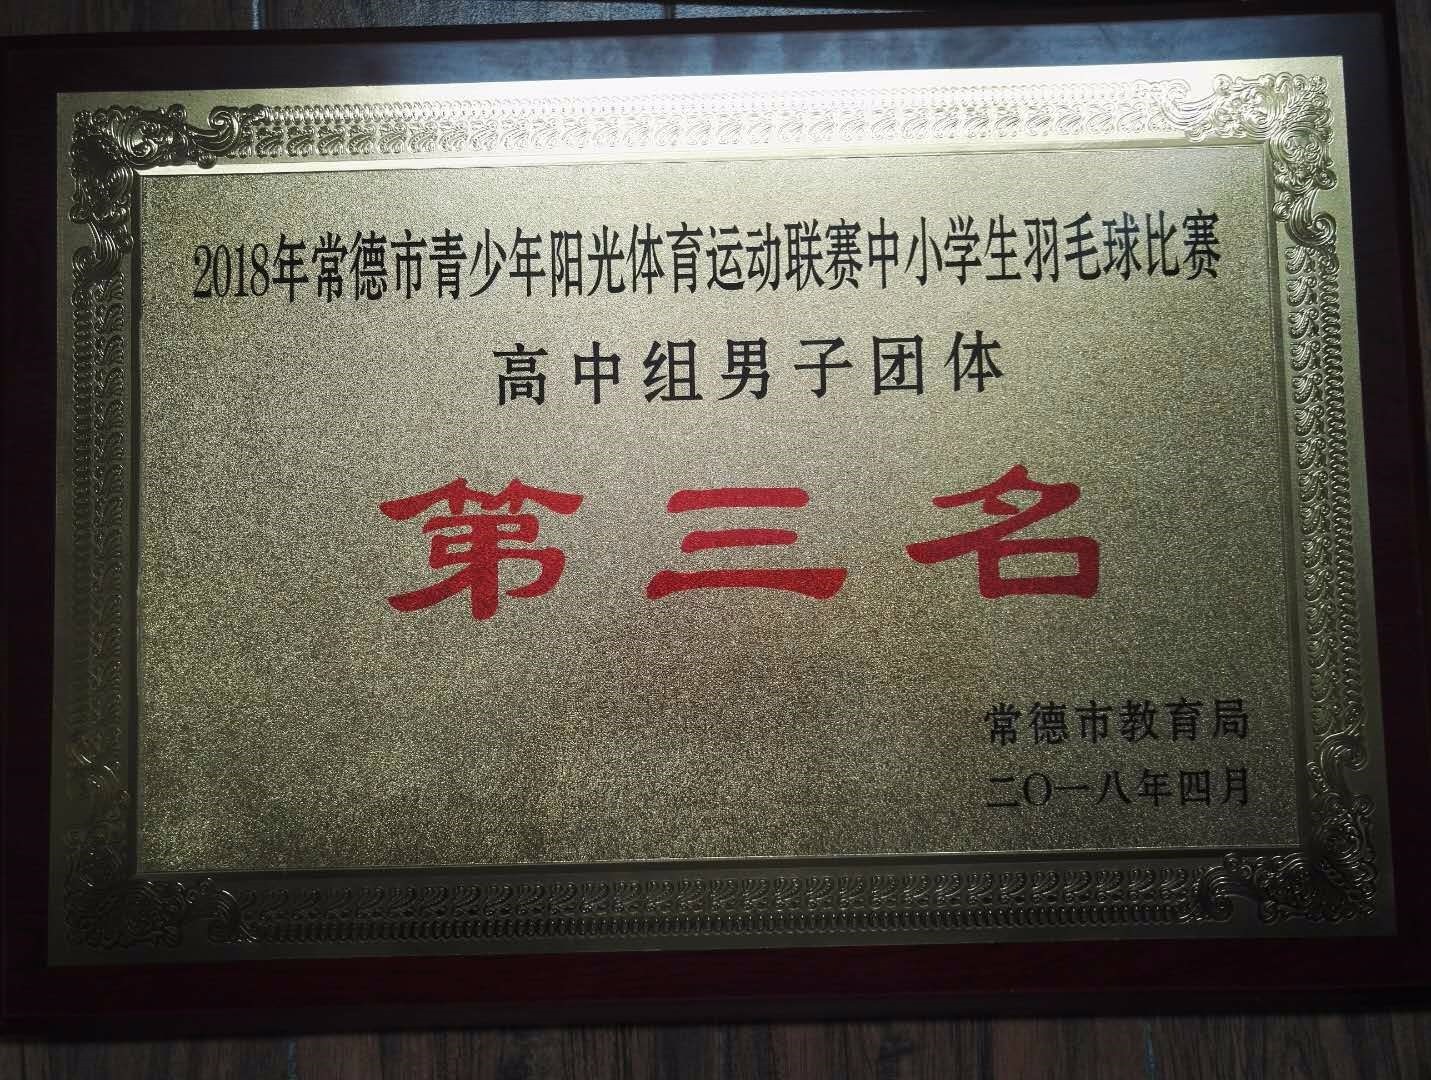 2018年常德市青少年阳光体育运动联赛中小学生羽毛球比赛
高中组男子团体
第三名
常德市教育局
二〇一八年四月